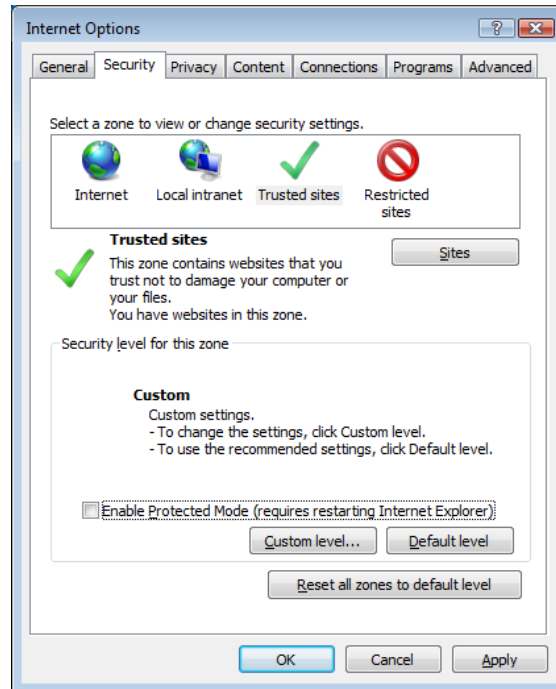 Internet Options
General Security Privacy Content Connections Programs Advanced
Select a zone to view or change security settings.
Internet Local intranet Trusted sites Restricted sites
Trusted sites
Sites
This zone contains websites that you
trust not to damage your computer or
your files.
You have websites in this zone.
Security level for this zone
Custom
Custom settings.
- To change the settings, click Custom level.
- To use the recommended settings, click Default level.
Enable Protected Mode (requires restarting Internet Explorer)
Custom level... Default level
Reset all zones to default level
OK Cancel Apply